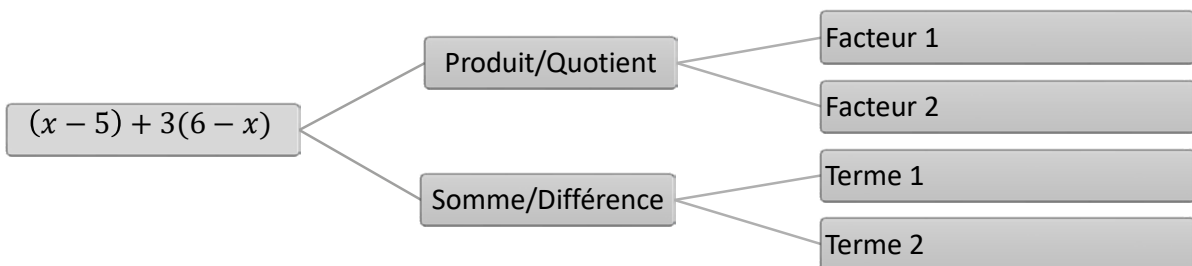 (x − 5) + 3(6 − x)
Produit/Quotient
Facteur 1
Facteur 2
Somme/Différence
Terme 1
Terme 2